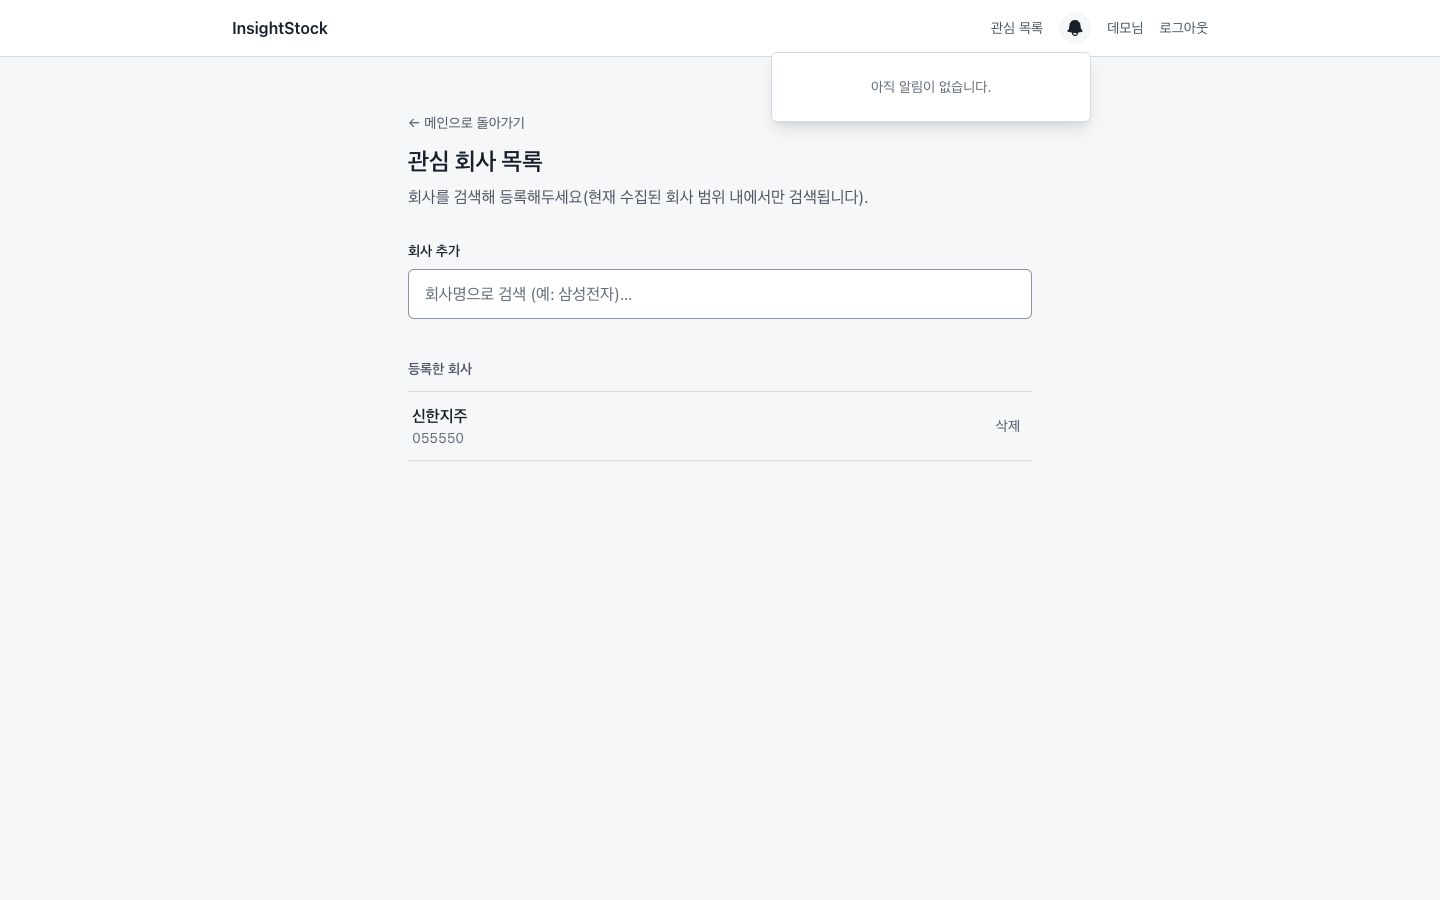 InsightStock
관심 목록
데모님
로그아웃
아직 알림이 없습니다.
← 메인으로 돌아가기
관심 회사 목록
회사를 검색해 등록해두세요(현재 수집된 회사 범위 내에서만 검색됩니다).
회사 추가
회사명으로 검색 (예: 삼성전자)...
등록한 회사
신한지주
055550
삭제